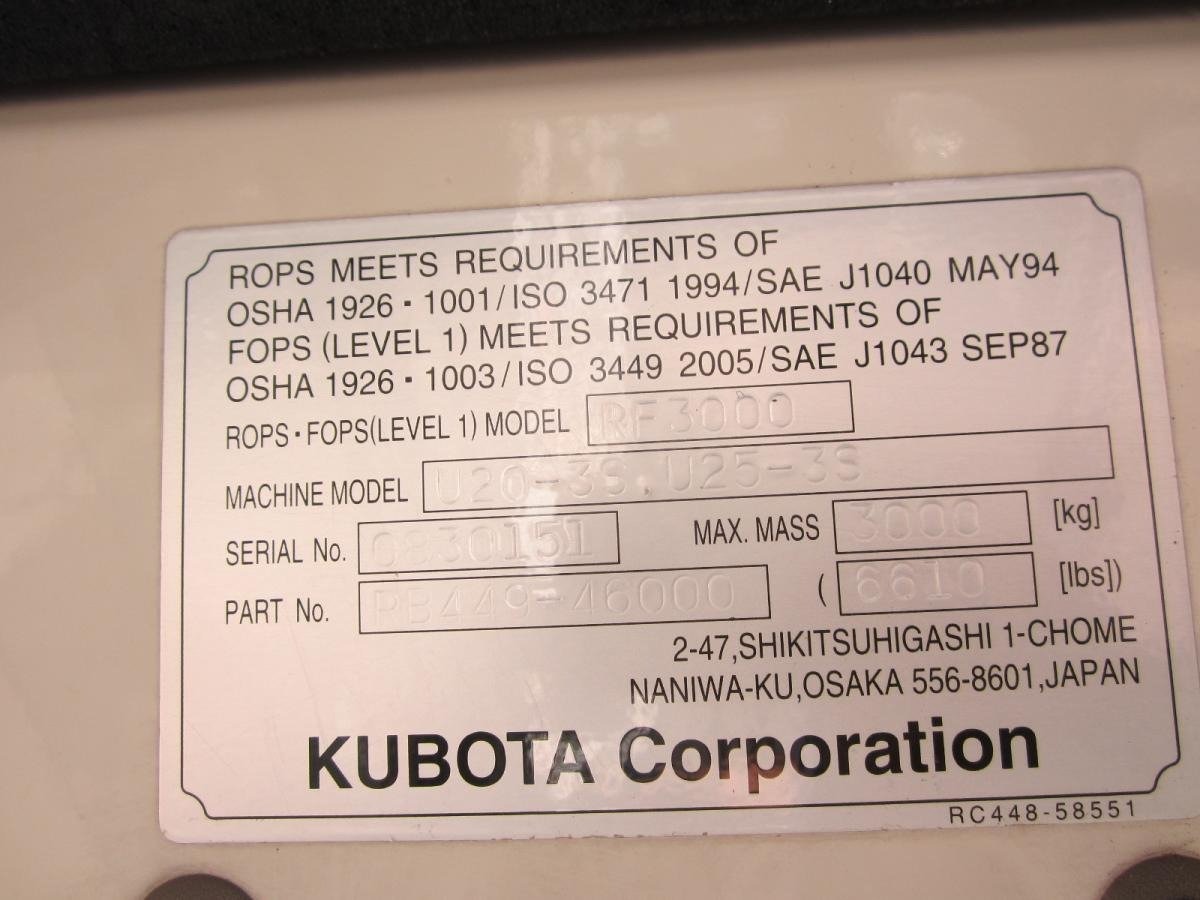 ROPS MEETS REQUIREMENTS OF
OSHA 1926・1001/ISO 3471 1994/SAE J1040 MAY94
FOPS (LEVEL 1) MEETS REQUIREMENTS OF
OSHA 1926・1003/ISO 3449 2005/SAE J1043 SEP87
ROPS・FOPS(LEVEL 1) MODEL RF3000
MACHINE MODEL U20-3S.U25-3S
SERIAL No. 0830151 MAX. MASS 3000 [kg]
PART No. RB449-46000 (6610 [lbs])
2-47,SHIKITSUHIGASHI 1-CHOME
NANIWA-KU,OSAKA 556-8601,JAPAN
KUBOTA Corporation
RC448-58551